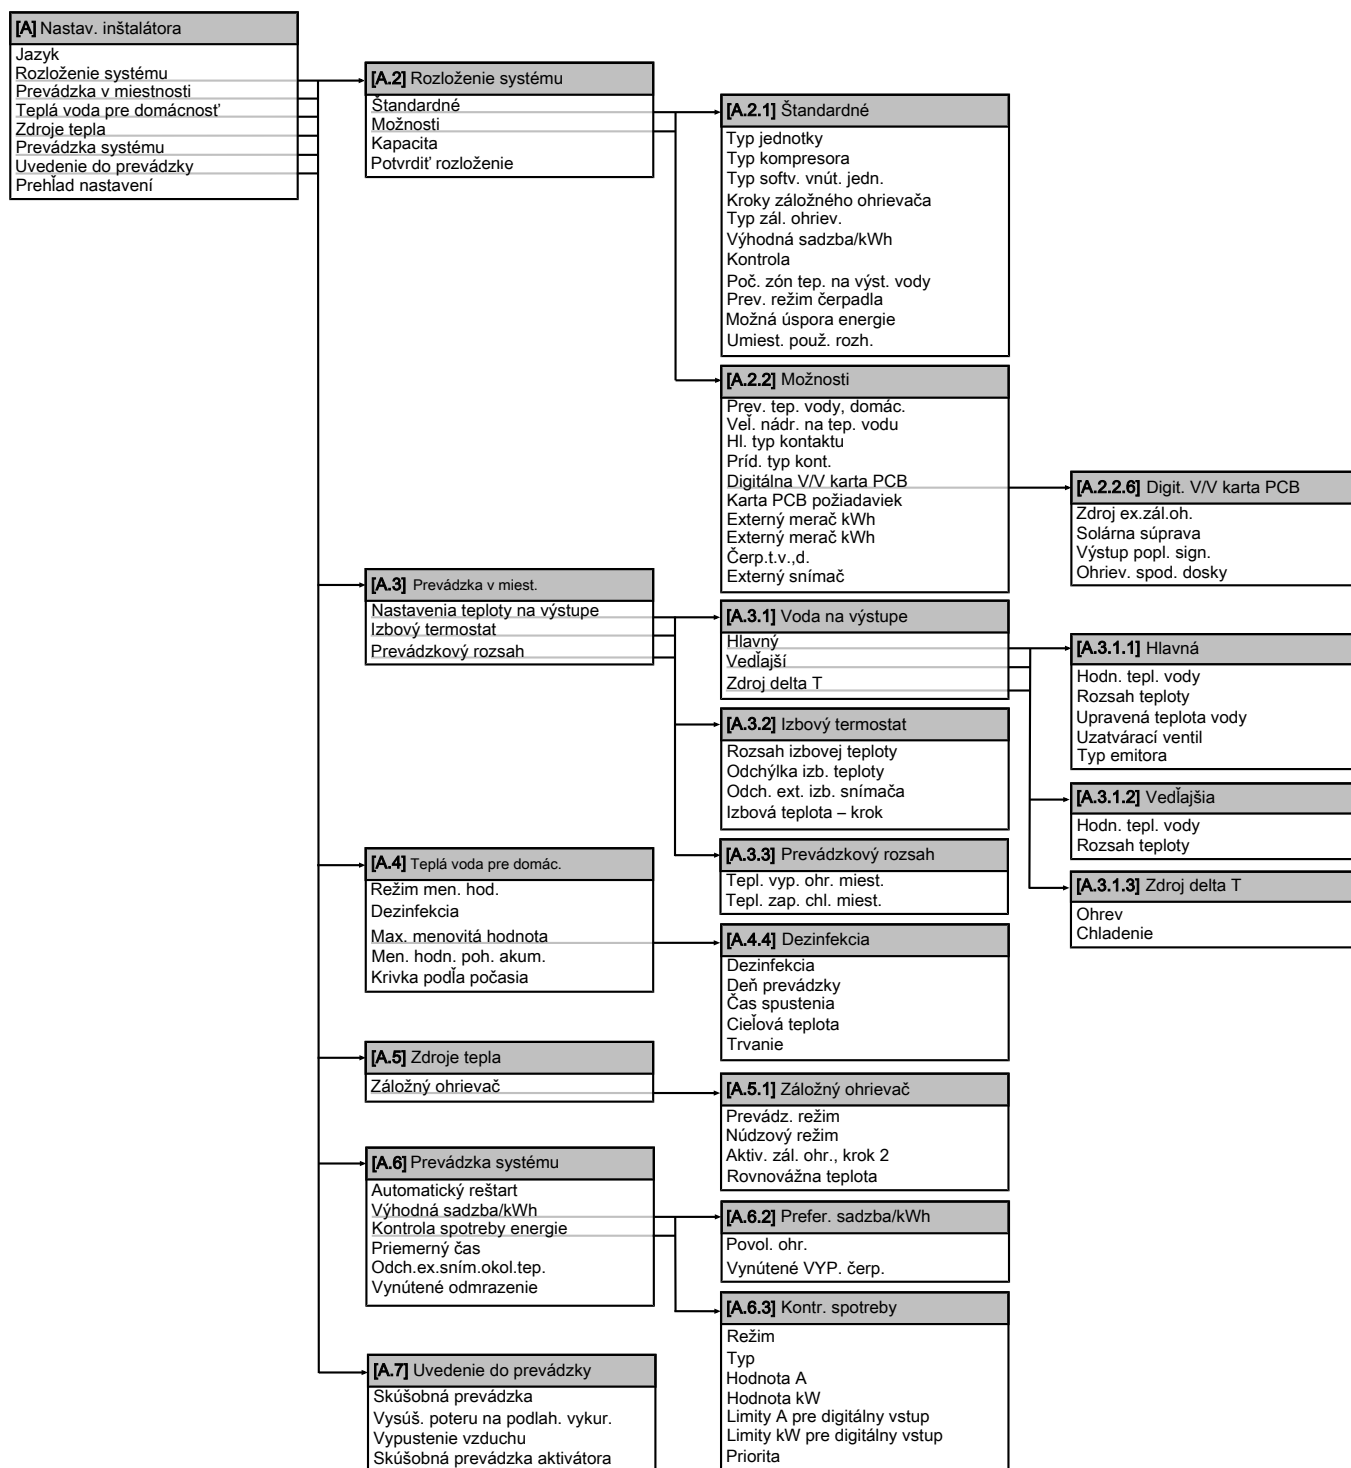 [A] Nastav. inštalátora
Jazyk
Rozloženie systému
Prevádzka v miestnosti
Teplá voda pre domácnosť
Zdroje tepla
Prevádzka systému
Uvedenie do prevádzky
Prehľad nastavení
[A.2] Rozloženie systému
Štandardné
Možnosti
Kapacita
Potvrdiť rozloženie
[A.2.1] Štandardné
Typ jednotky
Typ kompresora
Typ softv. vnút. jedn.
Kroky záložného ohrievača
Typ zál. ohriev.
Výhodná sadzba/kWh
Kontrola
Poč. zón tep. na výst. vody
Prev. režim čerpadla
Možná úspora energie
Umiest. použ. rozh.
[A.2.2] Možnosti
Prev. tep. vody, domác.
Veľ. nádr. na tep. vodu
Hl. typ kontaktu
Príd. typ kont.
Digitálna V/V karta PCB
Karta PCB požiadaviek
Externý merač kWh
Externý merač kWh
Čerp.t.v.,d.
Externý snímač
[A.2.2.6] Digit. V/V karta PCB
Zdroj ex.zál.oh.
Solárna súprava
Výstup popl. sign.
Ohriev. spod. dosky
[A.3] Prevádzka v miest.
Nastavenia teploty na výstupe
Izbový termostat
Prevádzkový rozsah
[A.3.1] Voda na výstupe
Hlavný
Vedľajší
Zdroj delta T
[A.3.1.1] Hlavná
Hodn. tepl. vody
Rozsah teploty
Upravená teplota vody
Uzatvárací ventil
Typ emitora
[A.3.2] Izbový termostat
Rozsah izbovej teploty
Odchýlka izb. teploty
Odch. ext. izb. snímača
Izbová teplota – krok
[A.3.1.2] Vedľajšia
Hodn. tepl. vody
Rozsah teploty
[A.3.3] Prevádzkový rozsah
Tepl. vyp. ohr. miest.
Tepl. zap. chl. miest.
[A.3.1.3] Zdroj delta T
Ohrev
Chladenie
[A.4] Teplá voda pre domác.
Režim men. hod.
Dezinfekcia
Max. menovitá hodnota
Men. hodn. poh. akum.
Krivka podľa počasia
[A.4.4] Dezinfekcia
Dezinfekcia
Deň prevádzky
Čas spustenia
Cieľová teplota
Trvanie
[A.5] Zdroje tepla
Záložný ohrievač
[A.5.1] Záložný ohrievač
Prevádz. režim
Núdzový režim
Aktiv. zál. ohr., krok 2
Rovnovážna teplota
[A.6] Prevádzka systému
Automatický reštart
Výhodná sadzba/kWh
Kontrola spotreby energie
Priemerný čas
Odch.ex.sním.okol.tep.
Vynútené odmrazenie
[A.6.2] Prefer. sadzba/kWh
Povol. ohr.
Vynútené VYP. čerp.
[A.6.3] Kontr. spotreby
Režim
Typ
Hodnota A
Hodnota kW
Limity A pre digitálny vstup
Limity kW pre digitálny vstup
Priorita
[A.7] Uvedenie do prevádzky
Skúšobná prevádzka
Vysúš. poteru na podlah. vykur.
Vypustenie vzduchu
Skúšobná prevádzka aktivátora